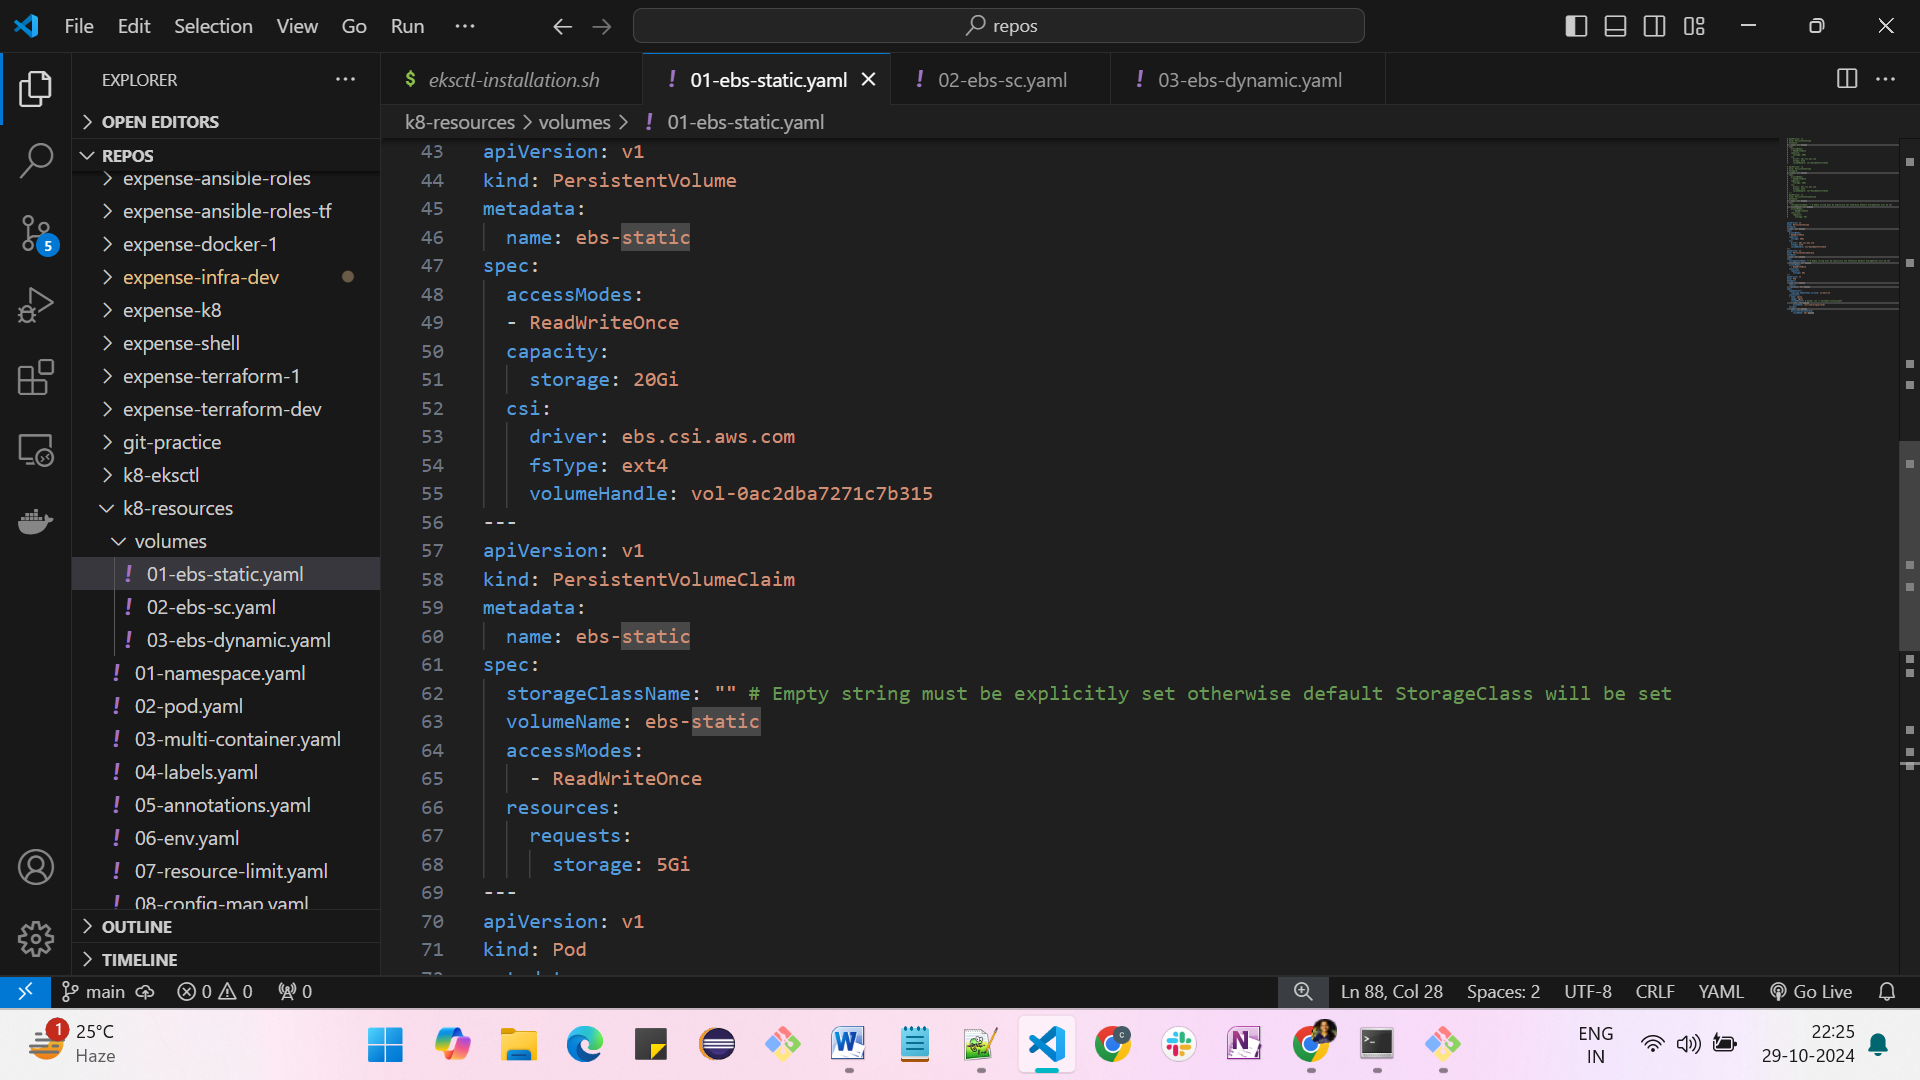 File Edit Selection View Go Run ···
repos
EXPLORER ···
OPEN EDITORS
REPOS
expense-ansible-roles
expense-ansible-roles-tf
expense-docker-1
expense-infra-dev
expense-k8
expense-shell
expense-terraform-1
expense-terraform-dev
git-practice
k8-eksctl
k8-resources
volumes
! 01-ebs-static.yaml
! 02-ebs-sc.yaml
! 03-ebs-dynamic.yaml
! 01-namespace.yaml
! 02-pod.yaml
! 03-multi-container.yaml
! 04-labels.yaml
! 05-annotations.yaml
! 06-env.yaml
! 07-resource-limit.yaml
! 08-config-map.yaml
OUTLINE
TIMELINE
5
$ eksctl-installation.sh ! 01-ebs-static.yaml ! 02-ebs-sc.yaml ! 03-ebs-dynamic.yaml
k8-resources > volumes > ! 01-ebs-static.yaml
43 apiVersion: v1
44 kind: PersistentVolume
45 metadata:
46 name: ebs-static
47 spec:
48 accessModes:
49 - ReadWriteOnce
50 capacity:
51 storage: 20Gi
52 csi:
53 driver: ebs.csi.aws.com
54 fsType: ext4
55 volumeHandle: vol-0ac2dba7271c7b315
56 ---
57 apiVersion: v1
58 kind: PersistentVolumeClaim
59 metadata:
60 name: ebs-static
61 spec:
62 storageClassName: "" # Empty string must be explicitly set otherwise default StorageClass will be set
63 volumeName: ebs-static
64 accessModes:
65 - ReadWriteOnce
66 resources:
67 requests:
68 storage: 5Gi
69 ---
70 apiVersion: v1
71 kind: Pod
main 0 0 0
Ln 88, Col 28 Spaces: 2 UTF-8 CRLF YAML Go Live
1
25°C
Haze
ENG
IN
22:25
29-10-2024